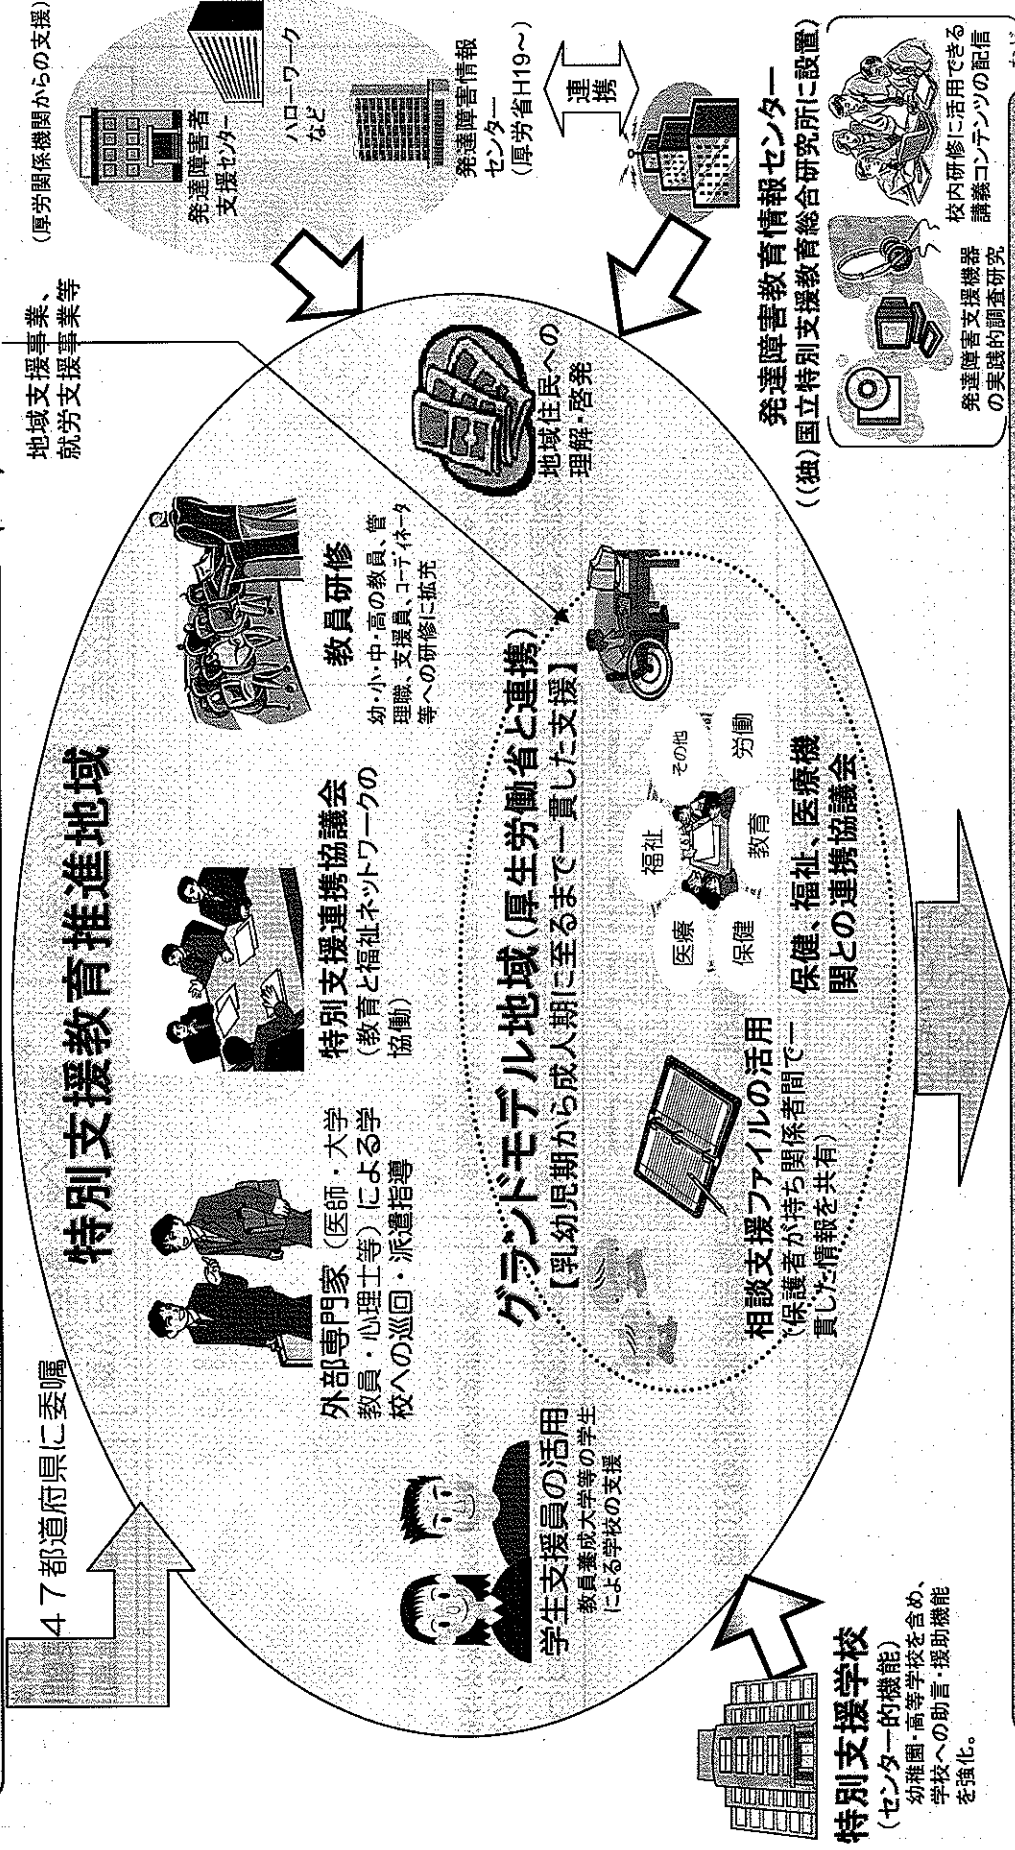 47都道府県に委嘱
特別支援教育推進地域
地域支援事業、
就労支援事業等
(厚労関係機関からの支援)
発達障害者
支援センター
ハローワーク
など
発達障害情報
センター
(厚労省H19~)
連携
外部専門家(医師・大学
教員・心理士等)による学
校への巡回・派遣指導
特別支援連携協議会
(教育と福祉ネットワークの
協働)
教員研修
幼・小・中・高の教員、管
理職、支援員、コーディネータ
等への研修に拡充
学生支援員の活用
教員養成大学等の学生
による学校の支援
地域住民への
理解・啓発
グランドモデル地域(厚生労働省と連携)
【乳幼児期から成人期に至るまで一貫した支援】
相談支援ファイルの活用
(保護者が持ち関係者間で一
貫した情報を共有)
医療
福祉
その他
保健
教育
労働
保健、福祉、医療機
関との連携協議会
特別支援学校
(センター的機能)
幼稚園・高等学校を含め、
学校への助言・援助機能
を強化。
発達障害教育情報センター
((独)国立特別支援教育総合研究所に設置)
発達障害支援機器
の実践的調査研究
校内研修に活用できる
講義コンテンツの配信
など